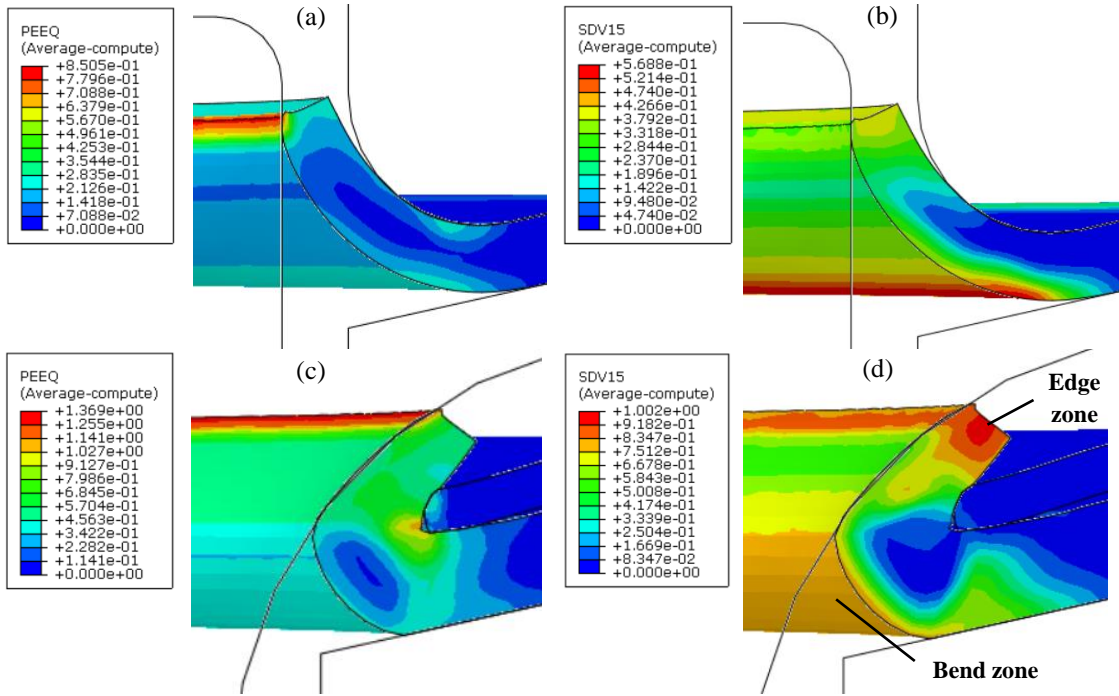 (a)
PEEQ
(Average-compute)
+8.505e-01
+7.796e-01
+7.088e-01
+6.379e-01
+5.670e-01
+4.961e-01
+4.253e-01
+3.544e-01
+2.835e-01
+2.126e-01
+1.418e-01
+7.088e-02
+0.000e+00
(b)
SDV15
(Average-compute)
+5.688e-01
+5.214e-01
+4.740e-01
+4.266e-01
+3.792e-01
+3.318e-01
+2.844e-01
+2.370e-01
+1.896e-01
+1.422e-01
+9.480e-02
+4.740e-02
+0.000e+00
(c)
PEEQ
(Average-compute)
+1.369e+00
+1.255e+00
+1.141e+00
+1.027e+00
+9.127e-01
+7.986e-01
+6.845e-01
+5.704e-01
+4.563e-01
+3.422e-01
+2.282e-01
+1.141e-01
+0.000e+00
(d)
SDV15
(Average-compute)
+1.002e+00
+9.182e-01
+8.347e-01
+7.512e-01
+6.678e-01
+5.843e-01
+5.008e-01
+4.174e-01
+3.339e-01
+2.504e-01
+1.669e-01
+8.347e-02
+0.000e+00
Edge
zone
Bend zone